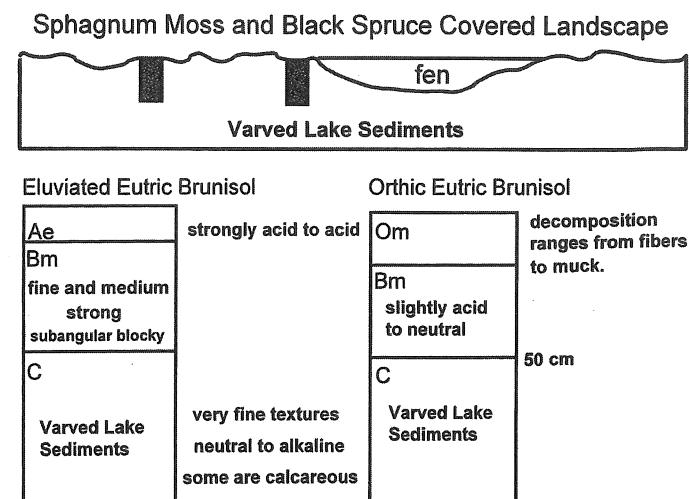 Sphagnum Moss and Black Spruce Covered Landscape
fen
Varved Lake Sediments
Eluviated Eutric Brunisol
Ae
strongly acid to acid
Bm
fine and medium
strong
subangular blocky
C
Varved Lake
Sediments
very fine textures
neutral to alkaline
some are calcareous
Orthic Eutric Brunisol
Om
decomposition
ranges from fibers
to muck.
Bm
slightly acid
to neutral
50 cm
C
Varved Lake
Sediments